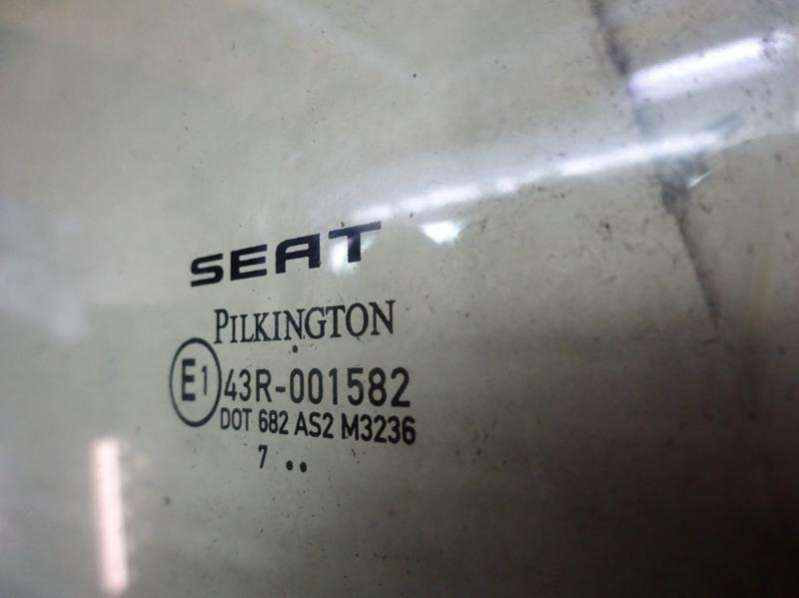 SEAT
PILKINGTON
E1 43R-001582
DOT 682 AS2 M3236
7 ••